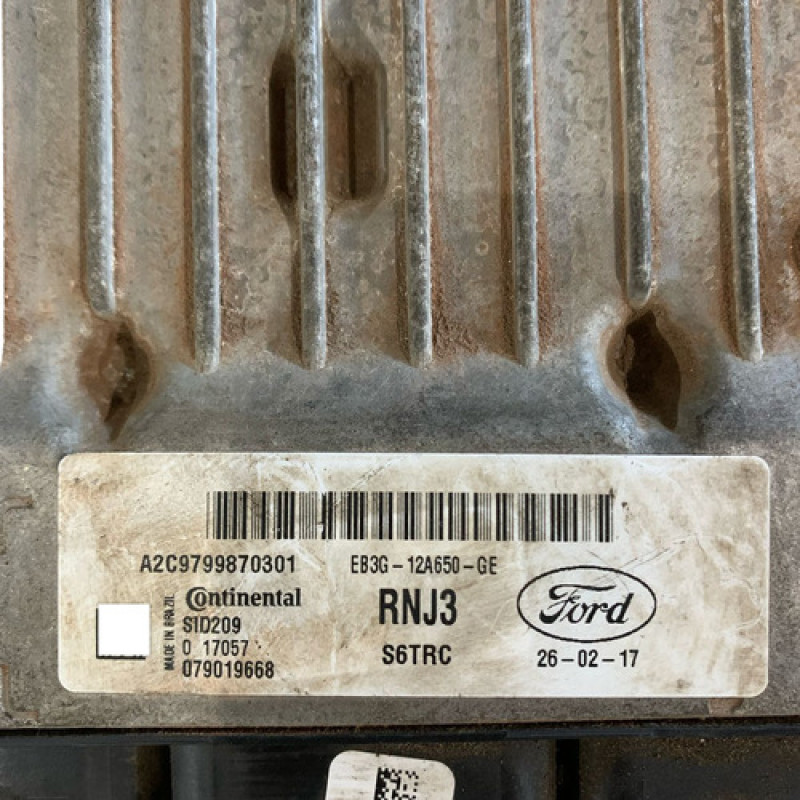 A2C9799870301 EB3G-12A650-GE
MADE IN BRAZIL
Continental
SID209
0 17057
079019668
RNJ3
S6TRC
Ford
26-02-17